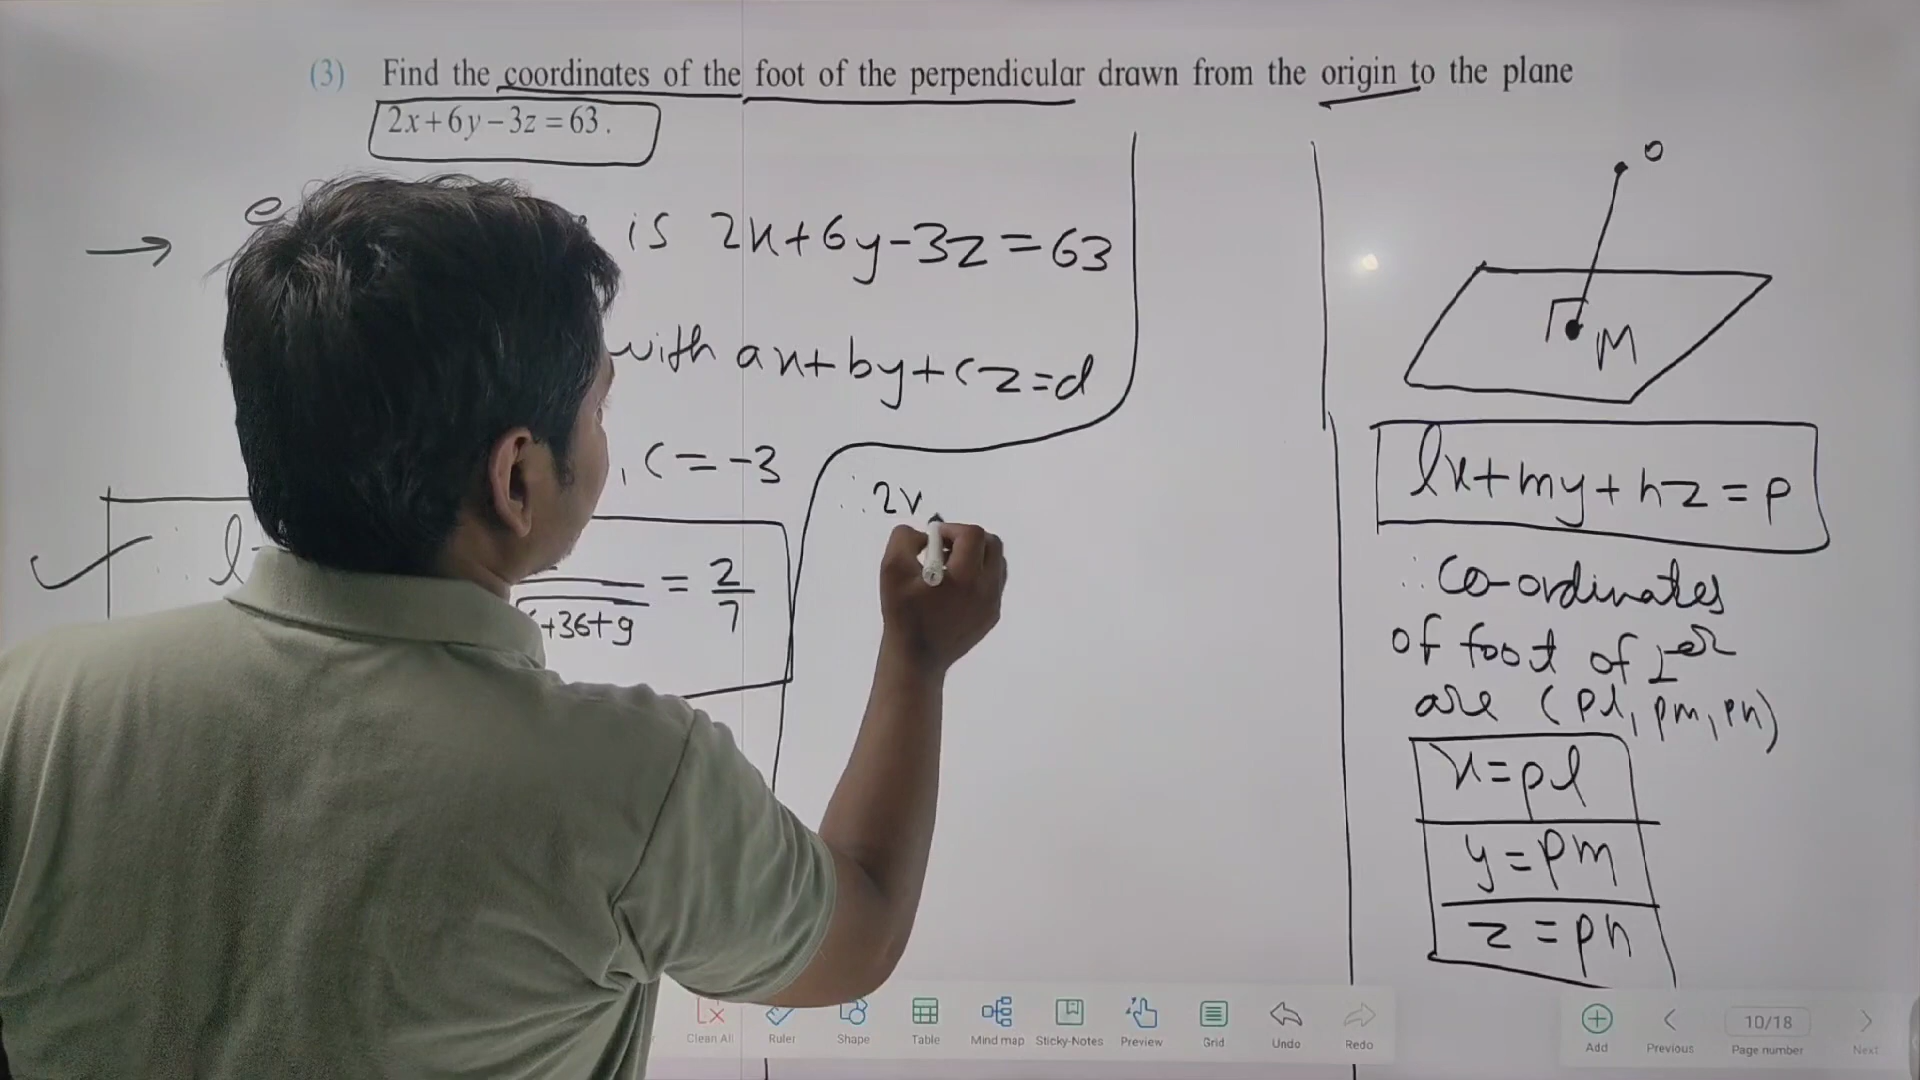 (3) Find the coordinates of the foot of the perpendicular drawn from the origin to the plane
2x+6y−3z=63.
e
is 2x+6y-3z=63
with ax+by+cz=d
, c=-3
∴ l
+36+9 = 2/7
∴ 2x
O
M
lx+my+nz=p
∴ Co-ordinates
of foot of ⊥er
are (pl, pm, pn)
x=pl
y=pm
z=pn
Clean All Ruler Shape Table Mind map Sticky-Notes Preview Grid Undo Redo
Add Previous 10/18 Page number Next